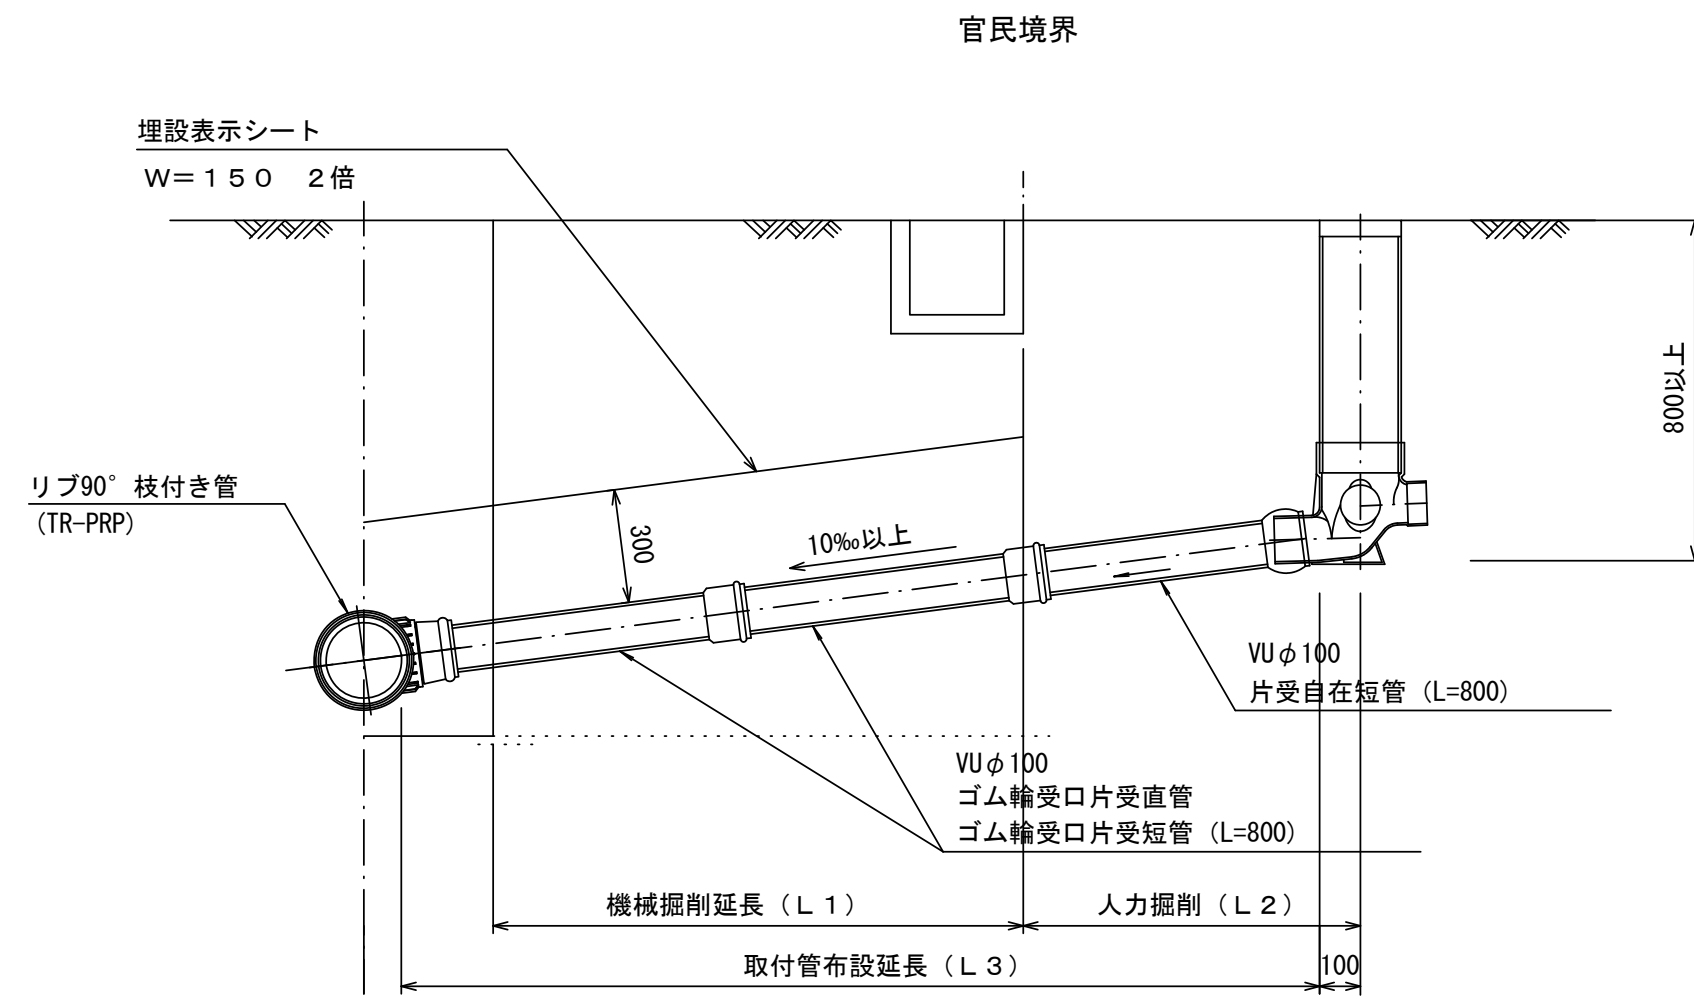 官民境界
埋設表示シート
W=150 2倍
800以上
リブ90°枝付き管
(TR-PRP)
300
10‰以上
VUφ100
片受自在短管 (L=800)
VUφ100
ゴム輪受口片受直管
ゴム輪受口片受短管 (L=800)
機械掘削延長(L1)
人力掘削(L2)
取付管布設延長(L3)
100